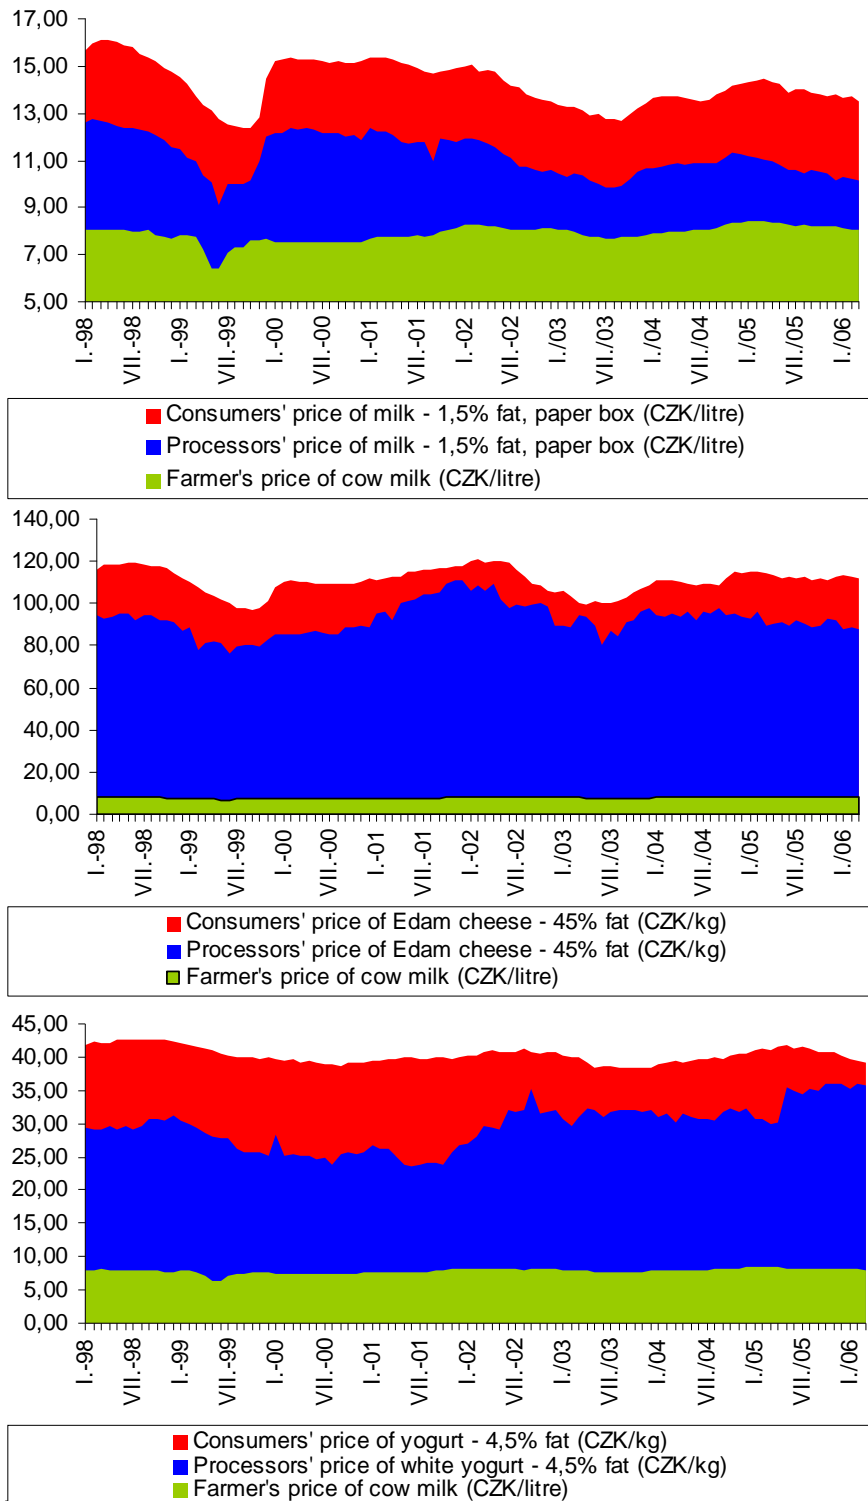 17,00
15,00
13,00
11,00
9,00
7,00
5,00
I.-98
VII.-98
I.-99
VII.-99
I.-00
VII.-00
I.-01
VII.-01
I.-02
VII.-02
I./03
VII./03
I./04
VII./04
I./05
VII./05
I./06
Consumers' price of milk - 1,5% fat, paper box (CZK/litre)
Processors' price of milk - 1,5% fat, paper box (CZK/litre)
Farmer's price of cow milk (CZK/litre)
140,00
120,00
100,00
80,00
60,00
40,00
20,00
0,00
I.-98
VII.-98
I.-99
VII.-99
I.-00
VII.-00
I.-01
VII.-01
I.-02
VII.-02
I./03
VII./03
I./04
VII./04
I./05
VII./05
I./06
Consumers' price of Edam cheese - 45% fat (CZK/kg)
Processors' price of Edam cheese - 45% fat (CZK/kg)
Farmer's price of cow milk (CZK/litre)
45,00
40,00
35,00
30,00
25,00
20,00
15,00
10,00
5,00
0,00
I.-98
VII.-98
I.-99
VII.-99
I.-00
VII.-00
I.-01
VII.-01
I.-02
VII.-02
I./03
VII./03
I./04
VII./04
I./05
VII./05
I./06
Consumers' price of yogurt - 4,5% fat (CZK/kg)
Processors' price of white yogurt - 4,5% fat (CZK/kg)
Farmer's price of cow milk (CZK/litre)